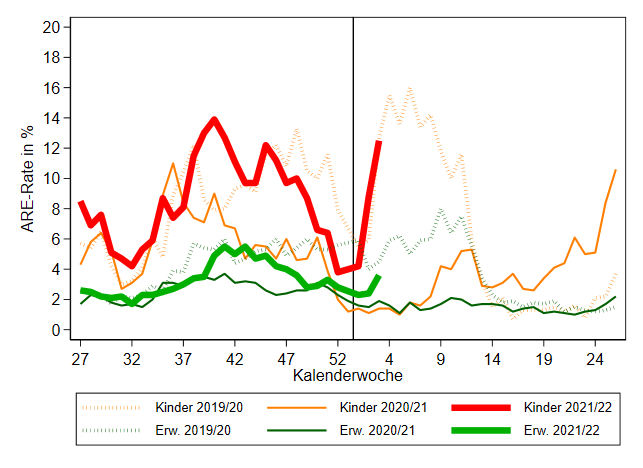 20
18
16
14
12
10
8
6
4
2
0
ARE-Rate in %
27 32 37 42 47 52 4 9 14 19 24
Kalenderwoche
Kinder 2019/20 Kinder 2020/21 Kinder 2021/22
Erw. 2019/20 Erw. 2020/21 Erw. 2021/22